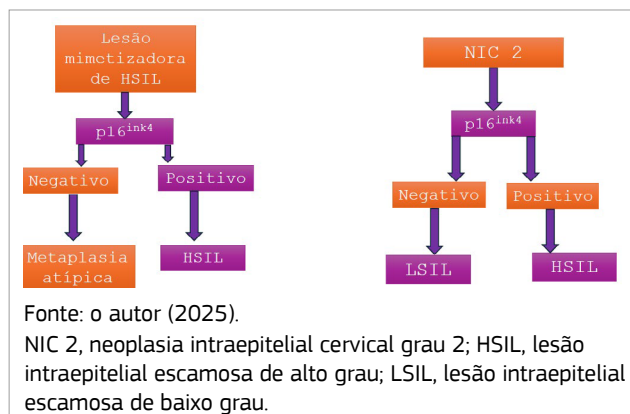 Lesão
mimetizadora
de HSIL
p16ink4
Negativo
Positivo
Metaplasia
atípica
HSIL
NIC 2
p16ink4
Negativo
Positivo
LSIL
HSIL
Fonte: o autor (2025).
NIC 2, neoplasia intraepitelial cervical grau 2; HSIL, lesão
intraepitelial escamosa de alto grau; LSIL, lesão intraepitelial
escamosa de baixo grau.